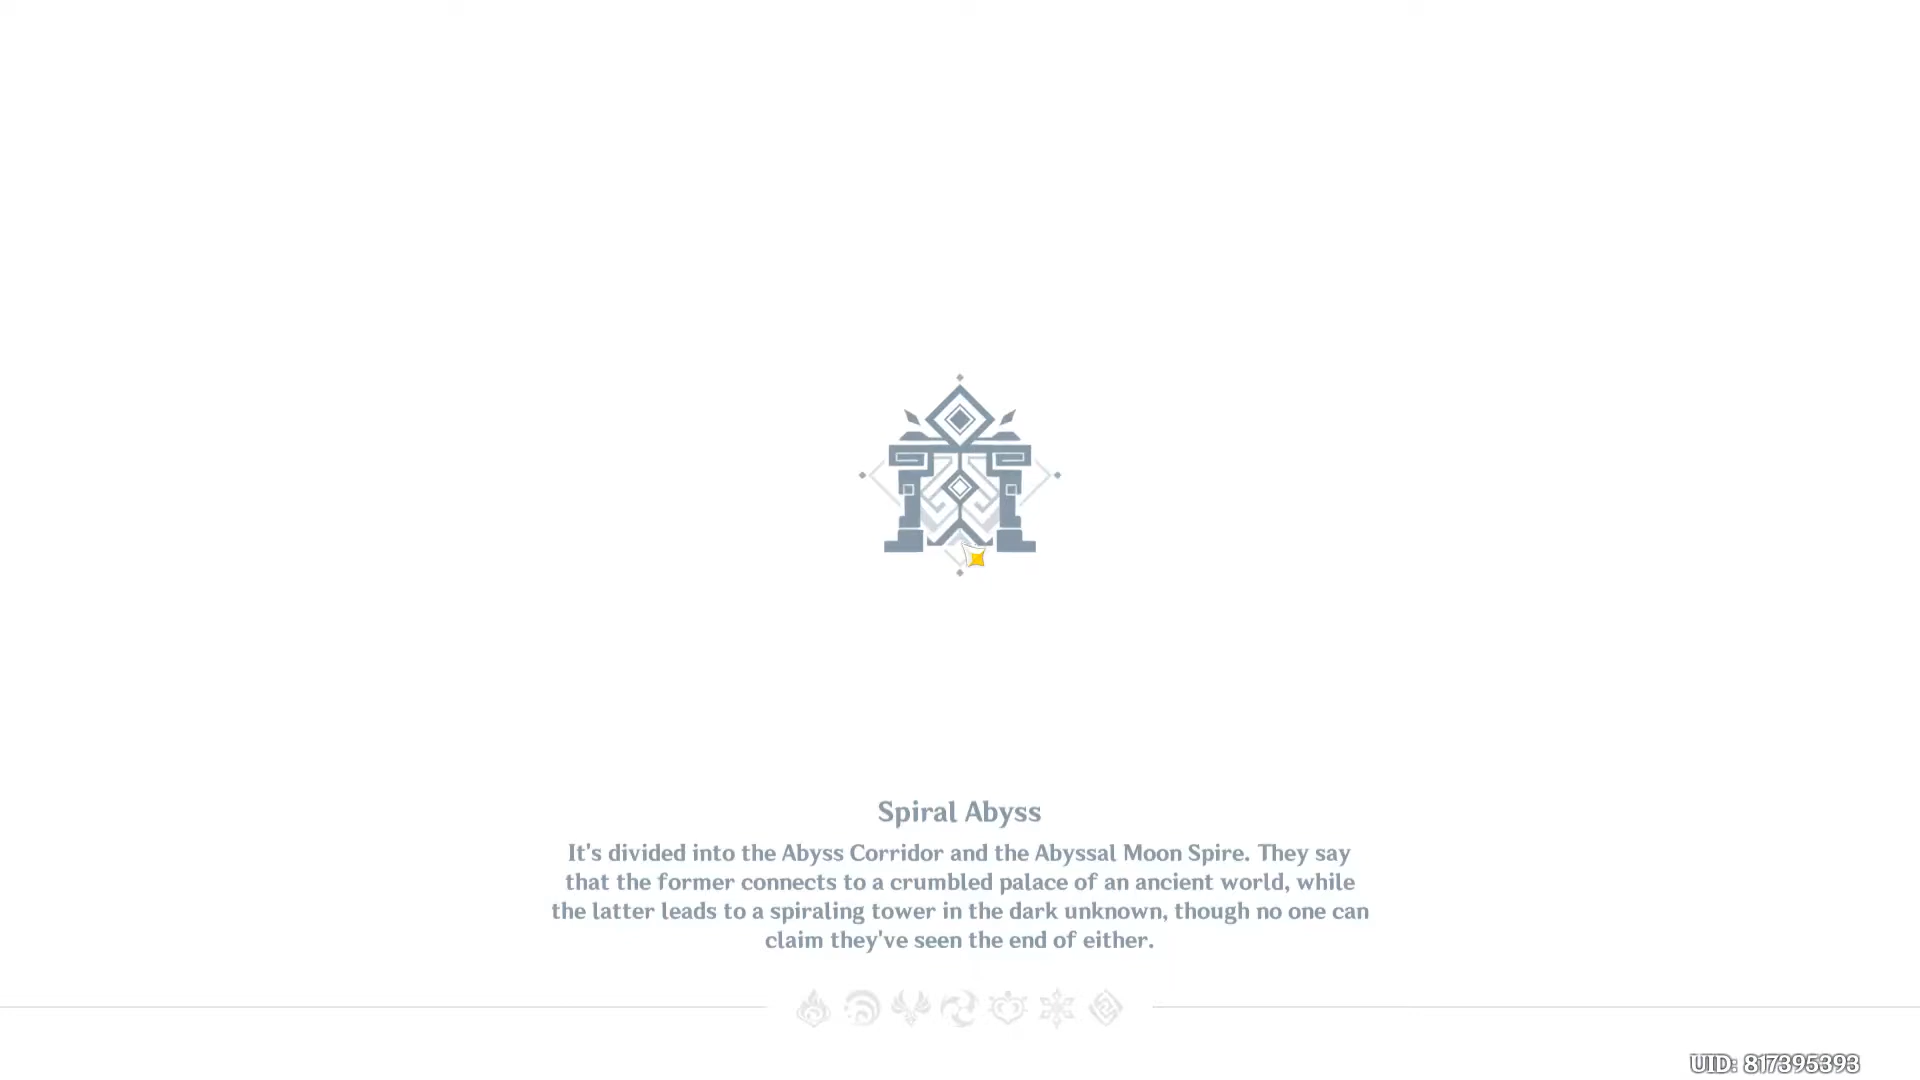 Spiral Abyss
It's divided into the Abyss Corridor and the Abyssal Moon Spire. They say
that the former connects to a crumbled palace of an ancient world, while
the latter leads to a spiraling tower in the dark unknown, though no one can
claim they've seen the end of either.
UID: 817395393